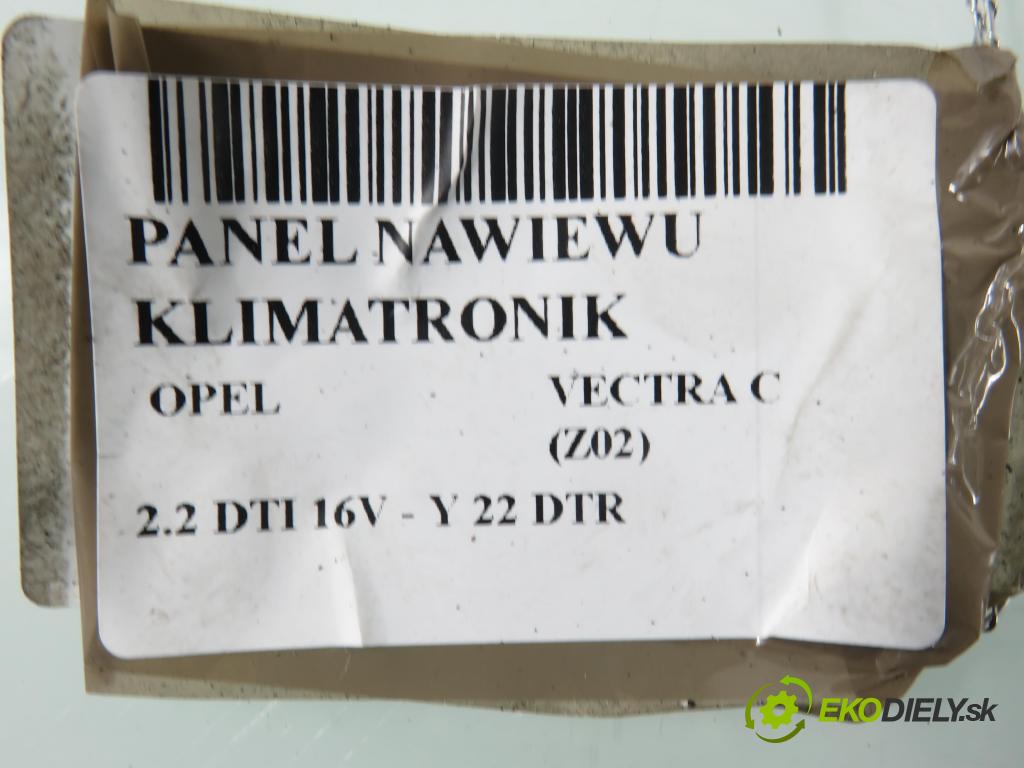 PANEL NAWIEWU
KLIMATRONIK
OPEL VECTRA C
(Z02)
2.2 DTI 16V - Y 22 DTR
EKODIELY.sk